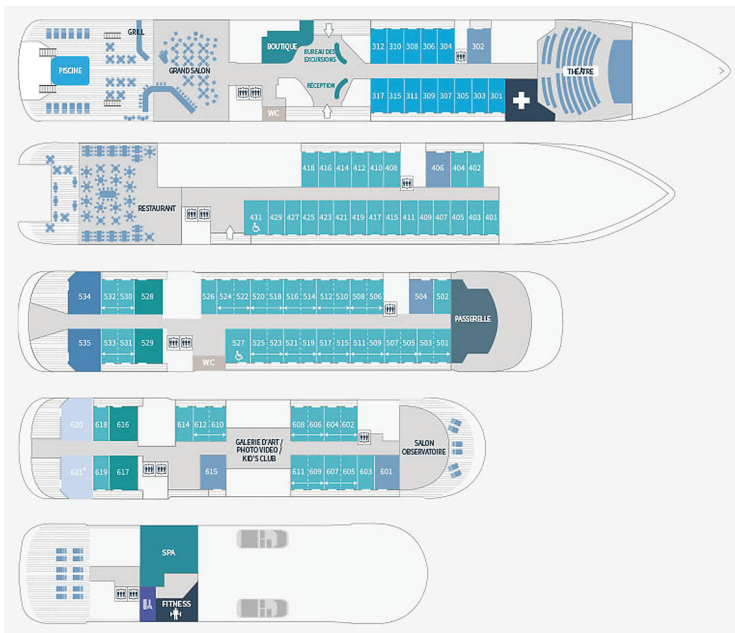 GRILL
PISCINE
GRAND SALON
BOUTIQUE
BUREAU DES
EXCURSIONS
RÉCEPTION
WC
312 310 308 306 304 302
317 315 311 309 307 305 303 301
THÉÂTRE
RESTAURANT
418 416 414 412 410 408 406 404 402
431 429 427 425 423 421 419 417 415 411 409 407 405 403 401
534 532 530 528 526 524 522 520 518 516 514 512 510 508 506 504 502
PASSERELLE
535 533 531 529 527 525 523 521 519 517 515 511 509 507 505 503 501
WC
620 618 616 614 612 610 608 606 604 602
GALERIE D'ART /
PHOTO VIDEO /
KID'S CLUB
SALON
OBSERVATOIRE
621* 619 617 615 611 609 607 605 603 601
SPA
FITNESS